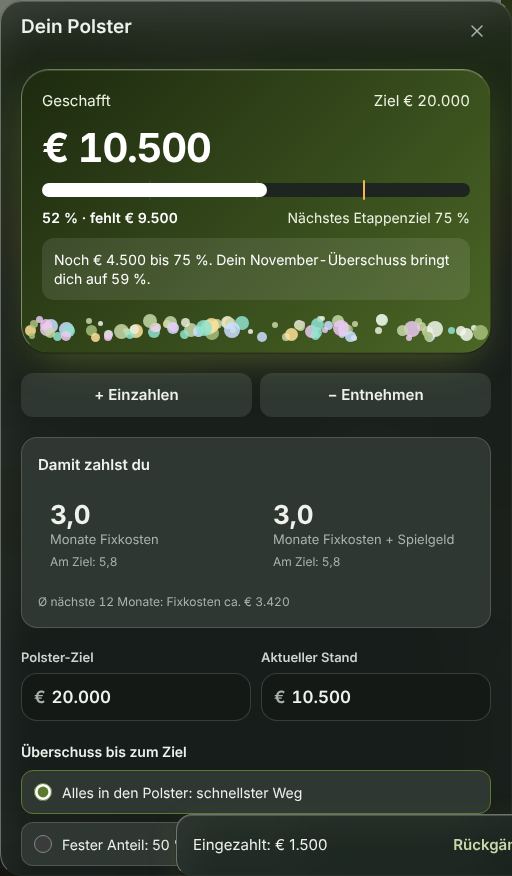 Dein Polster
Geschafft
Ziel € 20.000
€ 10.500
52 % · fehlt € 9.500
Nächstes Etappenziel 75 %
Noch € 4.500 bis 75 %. Dein November-Überschuss bringt
dich auf 59 %.
+ Einzahlen
– Entnehmen
Damit zahlst du
3,0
Monate Fixkosten
Am Ziel: 5,8
3,0
Monate Fixkosten + Spielgeld
Am Ziel: 5,8
Ø nächste 12 Monate: Fixkosten ca. € 3.420
Polster-Ziel
Aktueller Stand
€ 20.000
€ 10.500
Überschuss bis zum Ziel
Alles in den Polster: schnellster Weg
Fester Anteil: 50
Eingezahlt: € 1.500
Rückgän